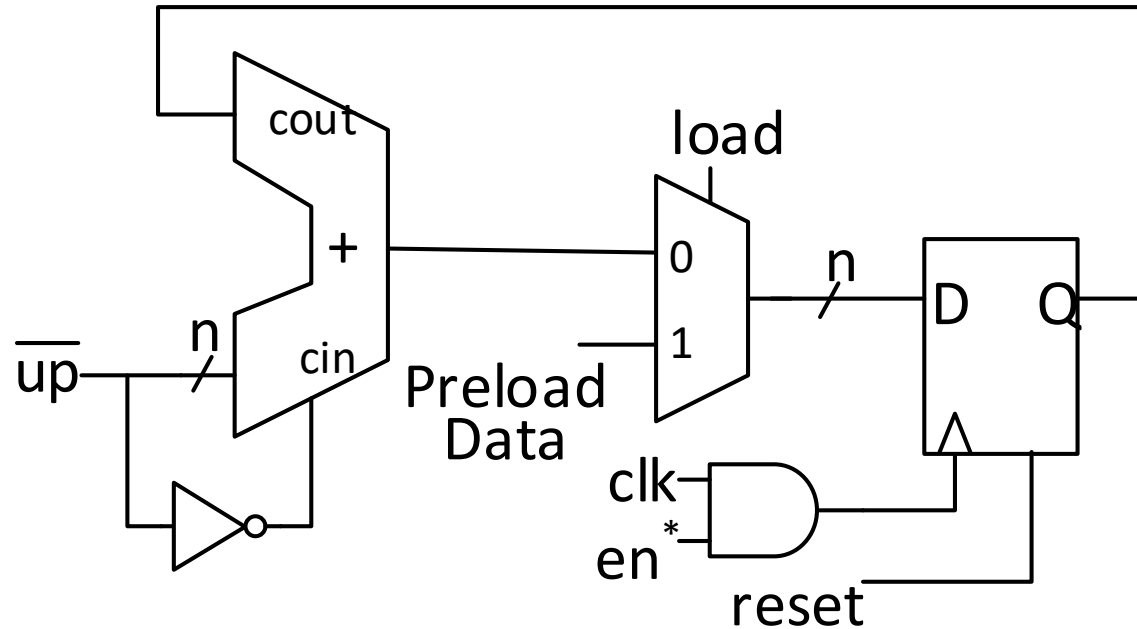 cout
load
+
0
n
D
Q
n
cin
1
up
Preload
Data
clk
en*
reset